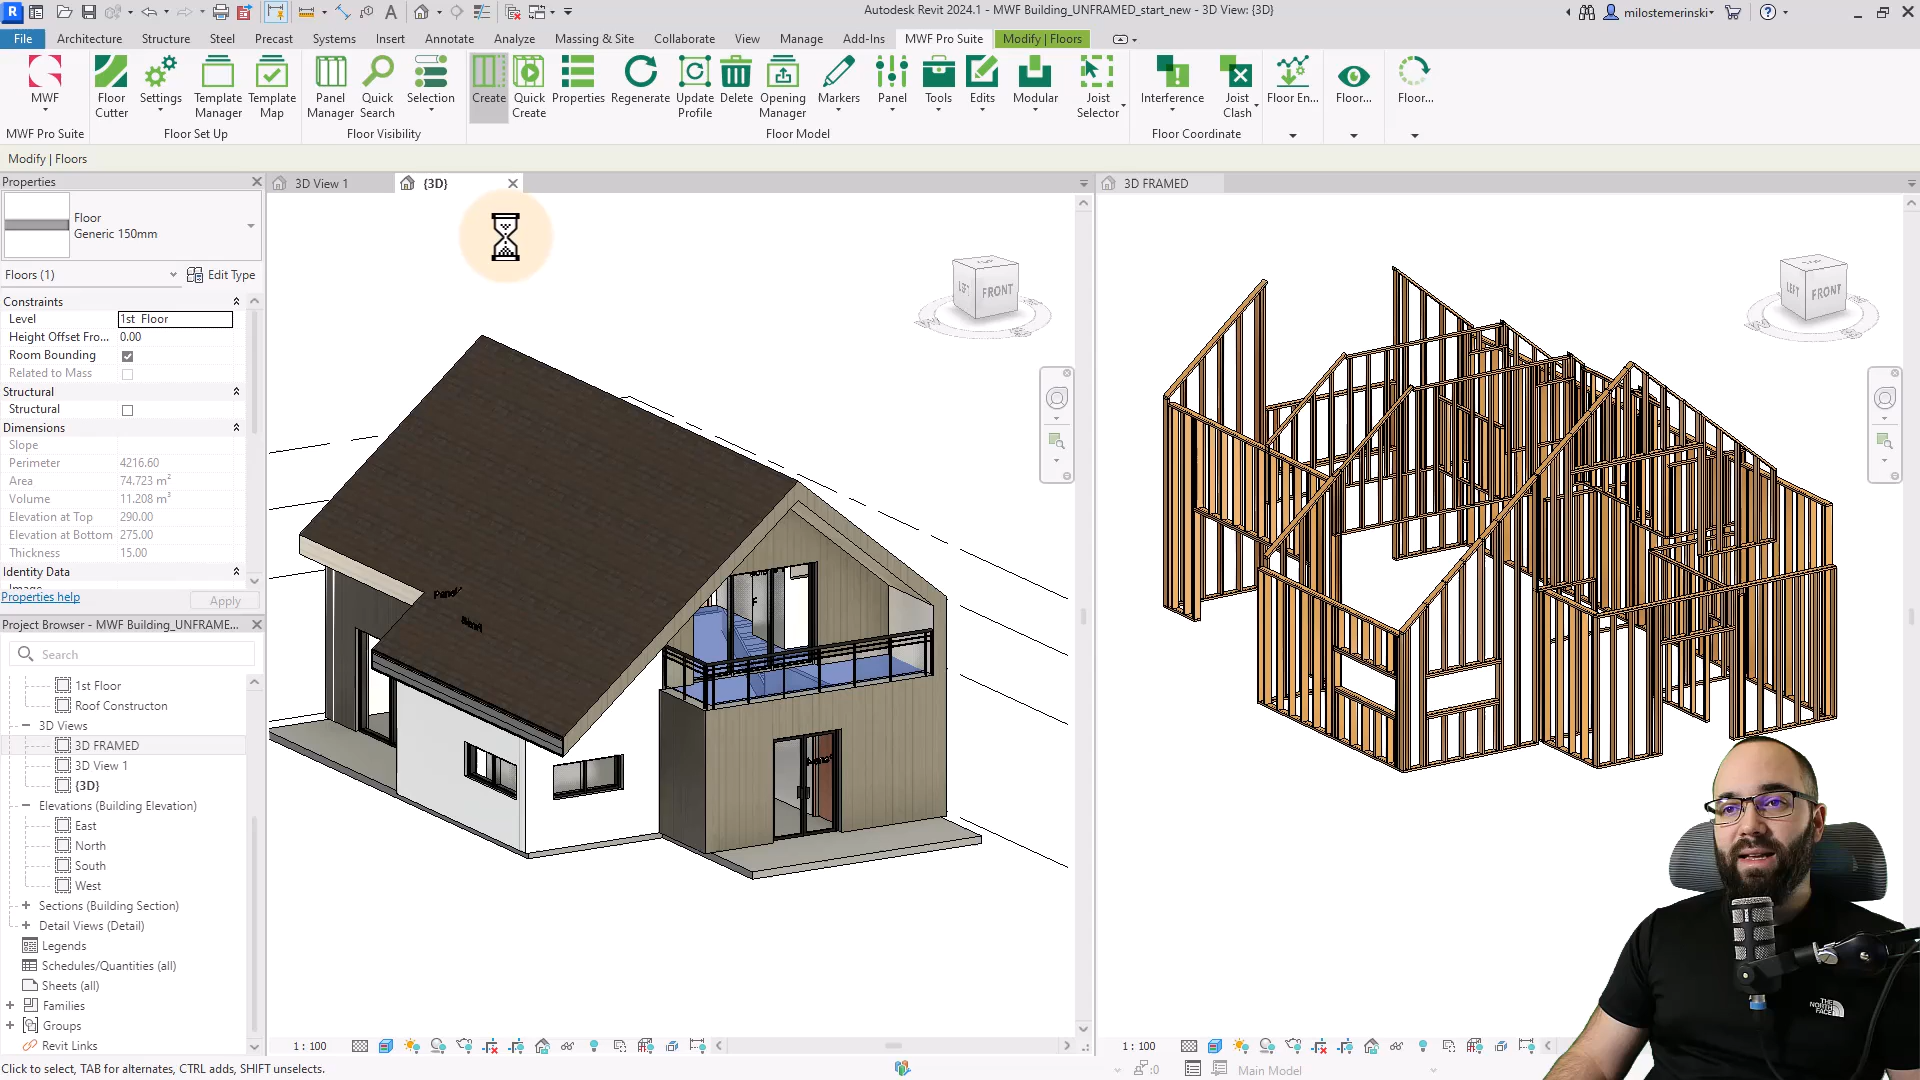 Autodesk Revit 2024.1 - MWF Building_UNFRAMED_start_new - 3D View: {3D}
milostemerinski
File Architecture Structure Steel Precast Systems Insert Annotate Analyze Massing & Site Collaborate View Manage Add-Ins MWF Pro Suite Modify | Floors
MWF
Floor Cutter
Settings
Template Manager
Template Map
Panel Manager
Quick Search
Selection
Create
Quick Create
Properties
Regenerate
Update Profile
Delete
Opening Manager
Markers
Panel
Tools
Edits
Modular
Joist Selector
Interference
Joist Clash
Floor En...
Floor...
Floor...
MWF Pro Suite Floor Set Up Floor Visibility Floor Model Floor Coordinate
Modify | Floors
Properties
Floor
Generic 150mm
Floors (1) Edit Type
Constraints
Level 1st Floor
Height Offset Fro... 0.00
Room Bounding
Related to Mass
Structural
Structural
Dimensions
Slope
Perimeter 4216.60
Area 74.723 m²
Volume 11.208 m³
Elevation at Top 290.00
Elevation at Bottom 275.00
Thickness 15.00
Identity Data
Image
Properties help Apply
Project Browser - MWF Building_UNFRAME...
Search
1st Floor
Roof Constructon
3D Views
3D FRAMED
3D View 1
{3D}
Elevations (Building Elevation)
East
North
South
West
Sections (Building Section)
Detail Views (Detail)
Legends
Schedules/Quantities (all)
Sheets (all)
Families
Groups
Revit Links
3D View 1 {3D}
3D FRAMED
LEFT FRONT
LEFT FRONT
1 : 100
1 : 100
Click to select, TAB for alternates, CTRL adds, SHIFT unselects.
:0
Main Model
THE NORTH FACE